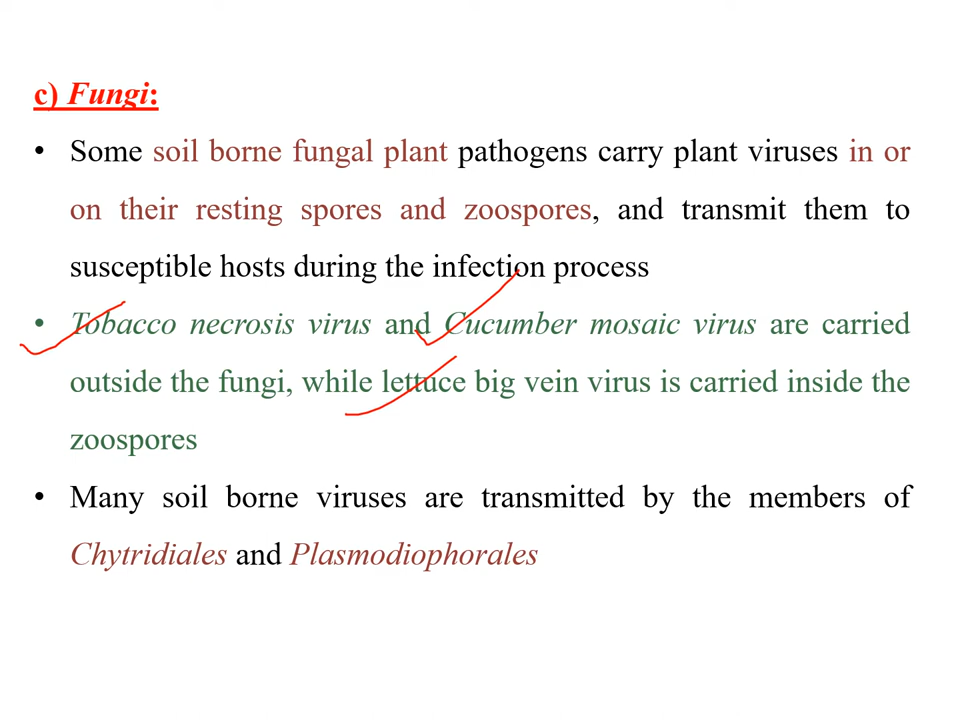 c) Fungi:
• Some soil borne fungal plant pathogens carry plant viruses in or
on their resting spores and zoospores, and transmit them to
susceptible hosts during the infection process
• Tobacco necrosis virus and Cucumber mosaic virus are carried
outside the fungi, while lettuce big vein virus is carried inside the
zoospores
• Many soil borne viruses are transmitted by the members of
Chytridiales and Plasmodiophorales